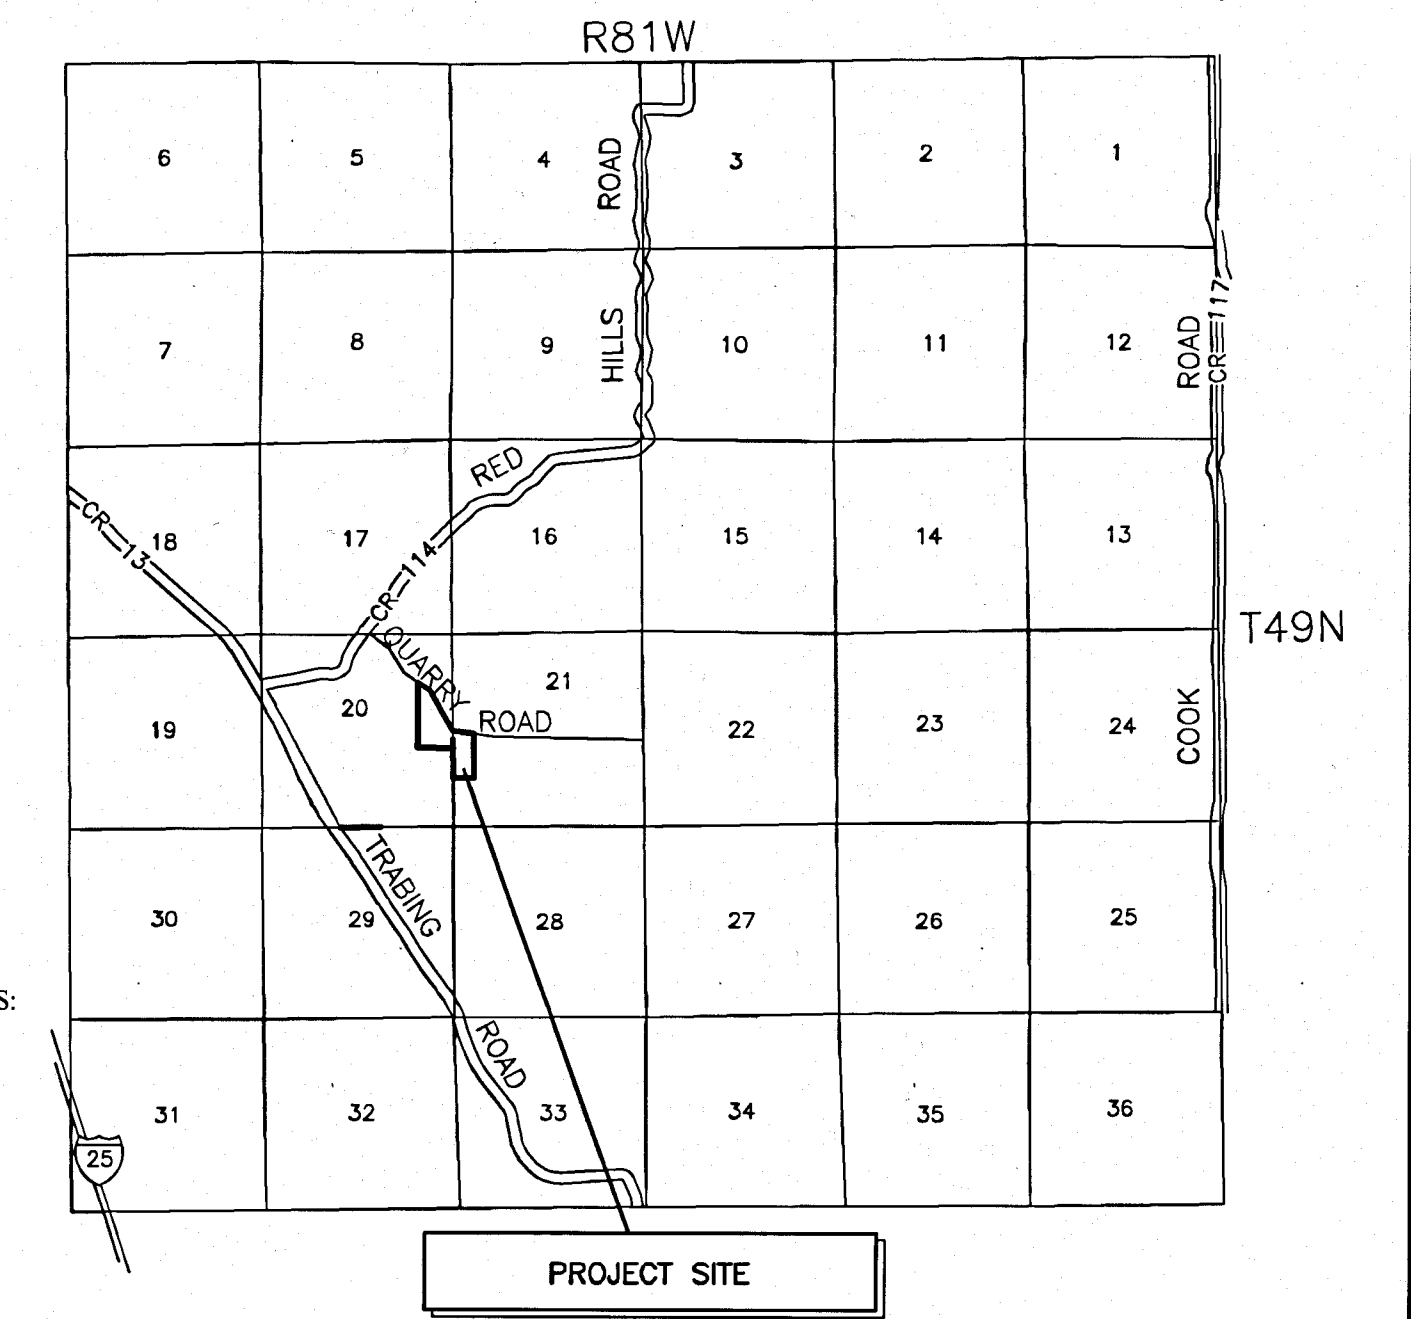 R81W
6 5 4 ROAD 3 2 1
7 8 9 HILLS 10 11 12 ROAD CR 117
RED
CR 13 18 17 CR 114 16 15 14 13
T49N
QUARRY
19 20 21 22 23 24 COOK
ROAD
TRABING
30 29 28 27 26 25
S:
ROAD
31 32 33 34 35 36
25
PROJECT SITE